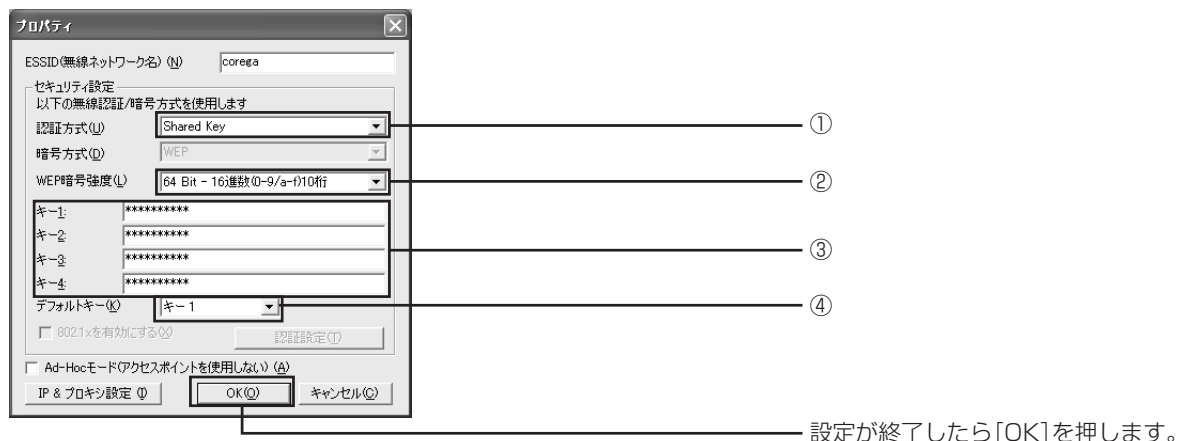 プロパティ
ESSID(無線ネットワーク名) (N) corega
セキュリティ設定
以下の無線認証/暗号方式を使用します
認証方式(U) Shared Key ①
暗号方式(D) WEP
WEP暗号強度(L) 64 Bit - 16進数(0-9/a-f)10桁 ②
キー1: **********
キー2: **********
キー3: ********** ③
キー4: **********
デフォルトキー(K) キー 1 ④
802.1xを有効にする(X) 認証設定(T)
Ad-Hocモード(アクセスポイントを使用しない) (A)
IP & プロキシ設定 (I) OK(O) キャンセル(C)
設定が終了したら[OK]を押します。